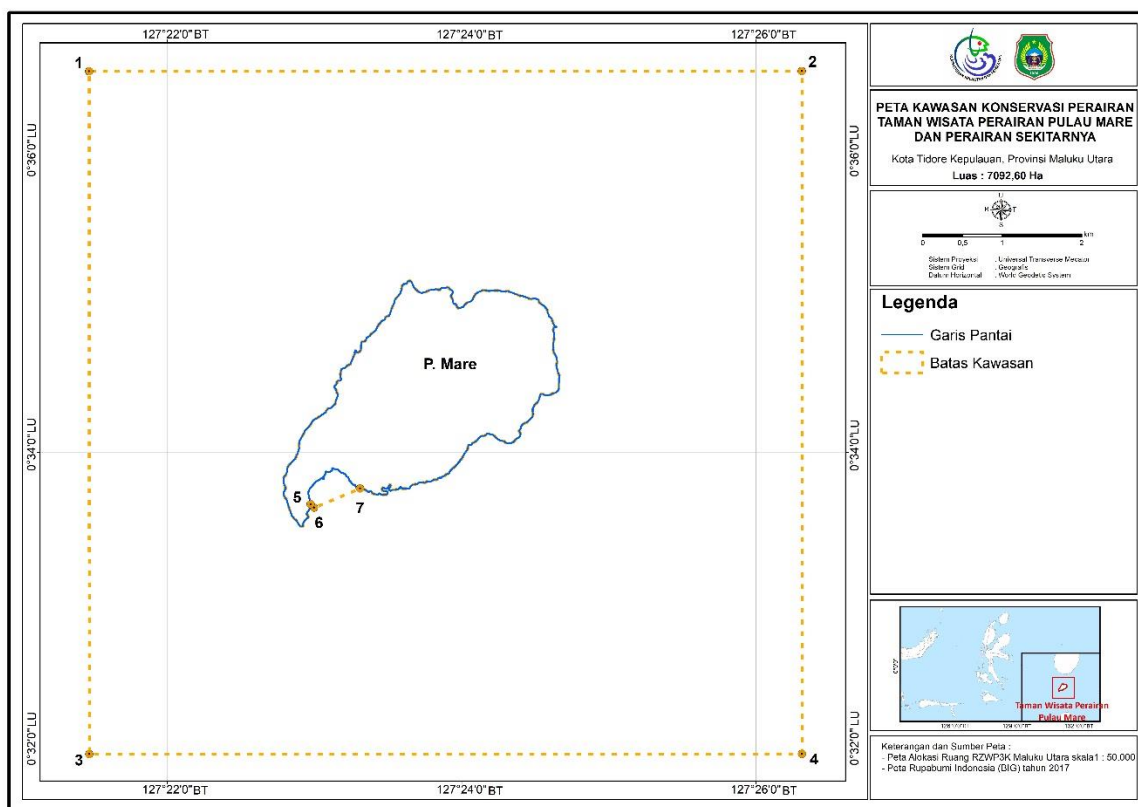 127°22'0"BT
127°24'0"BT
127°26'0"BT
1
2
0°36'0"LU
0°36'0"LU
P. Mare
0°34'0"LU
0°34'0"LU
5
6
7
0°32'0"LU
0°32'0"LU
3
4
127°22'0"BT
127°24'0"BT
127°26'0"BT
PETA KAWASAN KONSERVASI PERAIRAN
TAMAN WISATA PERAIRAN PULAU MARE
DAN PERAIRAN SEKITARNYA
Kota Tidore Kepulauan, Provinsi Maluku Utara
Luas : 7092,60 Ha
U
S
km
0 0,5 1 2
Sistem Proyeksi : Universal Transverse Mecator
Sistem Grid : Geografis
Datum Horizontal : World Geodetic System
Legenda
Garis Pantai
Batas Kawasan
Taman Wisata Perairan
Pulau Mare
Keterangan dan Sumber Peta :
- Peta Alokasi Ruang RZWP3K Maluku Utara skala1 : 50.000
- Peta Rupabumi Indonesia (BIG) tahun 2017